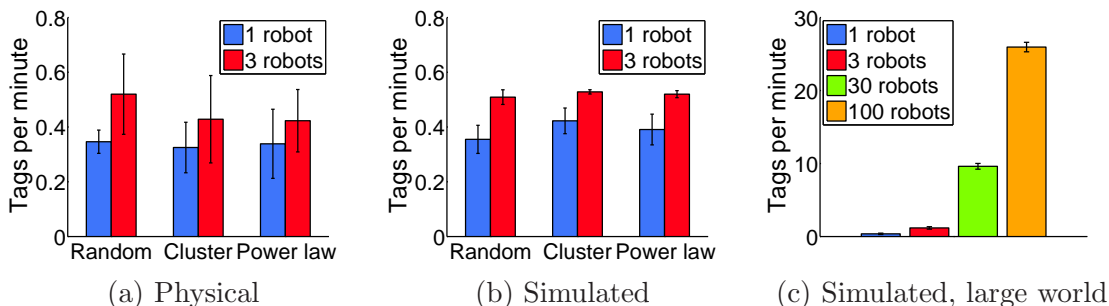 Tags per minute
0.8
0.6
0.4
0.2
0
1 robot
3 robots
Random Cluster Power law
(a) Physical
Tags per minute
0.8
0.6
0.4
0.2
0
1 robot
3 robots
Random Cluster Power law
(b) Simulated
Tags per minute
30
20
10
0
1 robot
3 robots
30 robots
100 robots
(c) Simulated, large world